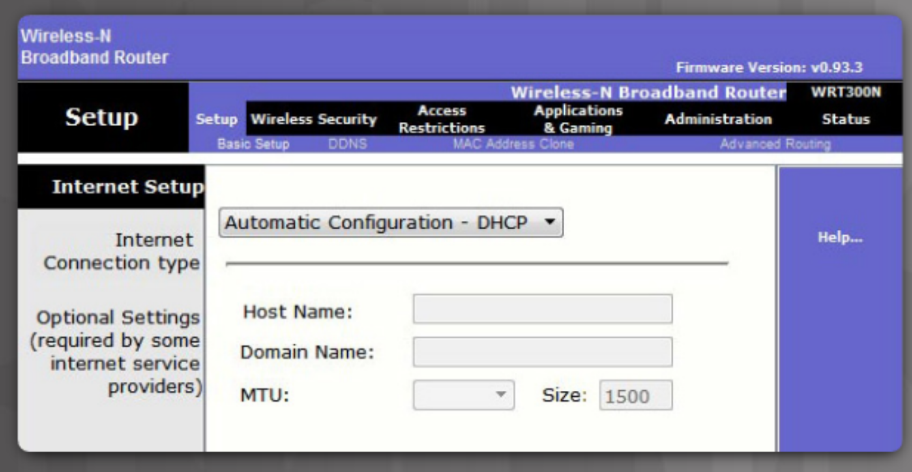 Wireless-N
Broadband Router
Firmware Version: v0.93.3
Wireless-N Broadband Router WRT300N
Setup
Setup Wireless Security Access Restrictions Applications & Gaming Administration Status
Basic Setup DDNS MAC Address Clone Advanced Routing
Internet Setup
Automatic Configuration - DHCP
Internet
Connection type
Help...
Optional Settings
(required by some
internet service
providers)
Host Name:
Domain Name:
MTU: Size: 1500